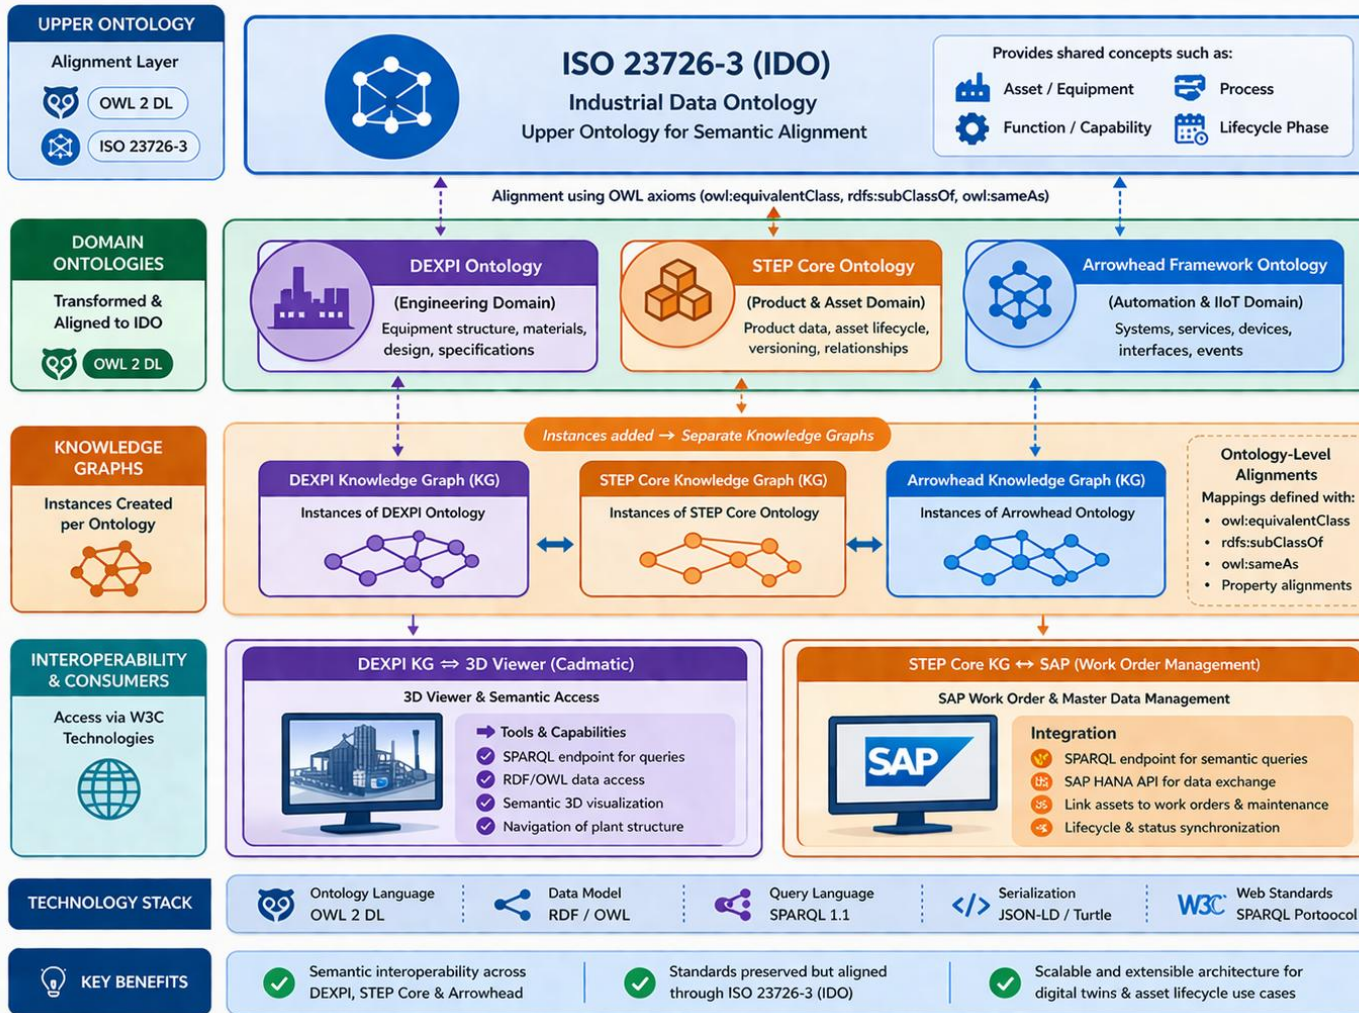 UPPER ONTOLOGY
Alignment Layer
OWL 2 DL
ISO 23726-3
ISO 23726-3 (IDO)
Industrial Data Ontology
Upper Ontology for Semantic Alignment
Provides shared concepts such as:
Asset / Equipment
Process
Function / Capability
Lifecycle Phase
Alignment using OWL axioms (owl:equivalentClass, rdfs:subClassOf, owl:sameAs)
DOMAIN
ONTOLOGIES
Transformed &
Aligned to IDO
OWL 2 DL
DEXPI Ontology
(Engineering Domain)
Equipment structure, materials,
design, specifications
STEP Core Ontology
(Product & Asset Domain)
Product data, asset lifecycle,
versioning, relationships
Arrowhead Framework Ontology
(Automation & IIoT Domain)
Systems, services, devices,
interfaces, events
KNOWLEDGE
GRAPHS
Instances Created
per Ontology
Instances added → Separate Knowledge Graphs
DEXPI Knowledge Graph (KG)
Instances of DEXPI Ontology
STEP Core Knowledge Graph (KG)
Instances of STEP Core Ontology
Arrowhead Knowledge Graph (KG)
Instances of Arrowhead Ontology
Ontology-Level
Alignments
Mappings defined with:
• owl:equivalentClass
• rdfs:subClassOf
• owl:sameAs
• Property alignments
INTEROPERABILITY
& CONSUMERS
Access via W3C
Technologies
DEXPI KG ⇔ 3D Viewer (Cadmatic)
3D Viewer & Semantic Access
Tools & Capabilities
SPARQL endpoint for queries
RDF/OWL data access
Semantic 3D visualization
Navigation of plant structure
STEP Core KG ↔ SAP (Work Order Management)
SAP Work Order & Master Data Management
SAP
Integration
SPARQL endpoint for semantic queries
SAP HANA API for data exchange
Link assets to work orders & maintenance
Lifecycle & status synchronization
TECHNOLOGY STACK
Ontology Language
OWL 2 DL
Data Model
RDF / OWL
Query Language
SPARQL 1.1
</>
Serialization
JSON-LD / Turtle
W3C
Web Standards
SPARQL Portoocol
KEY BENEFITS
Semantic interoperability across
DEXPI, STEP Core & Arrowhead
Standards preserved but aligned
through ISO 23726-3 (IDO)
Scalable and extensible architecture for
digital twins & asset lifecycle use cases